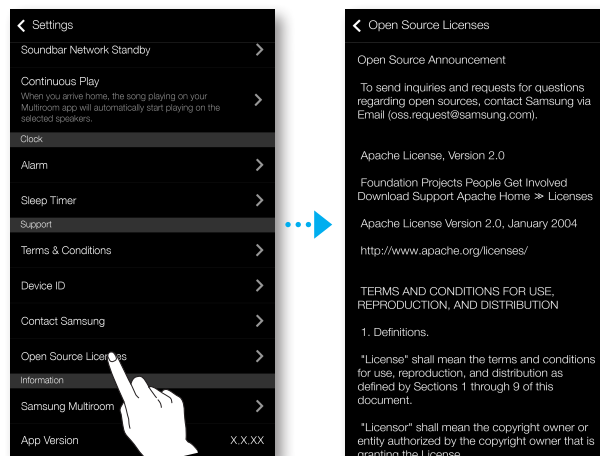 Settings
Soundbar Network Standby
Continuous Play
When you arrive home, the song playing on your
Multiroom app will automatically start playing on the
selected speakers.
Clock
Alarm
Sleep Timer
Support
Terms & Conditions
Device ID
Contact Samsung
Open Source Licenses
Information
Samsung Multiroom
App Version X.X.XX
Open Source Licenses
Open Source Announcement
To send inquiries and requests for questions
regarding open sources, contact Samsung via
Email (oss.request@samsung.com).
Apache License, Version 2.0
Foundation Projects People Get Involved
Download Support Apache Home ≫ Licenses
Apache License Version 2.0, January 2004
http://www.apache.org/licenses/
TERMS AND CONDITIONS FOR USE,
REPRODUCTION, AND DISTRIBUTION
1. Definitions.
"License" shall mean the terms and conditions
for use, reproduction, and distribution as
defined by Sections 1 through 9 of this
document.
"Licensor" shall mean the copyright owner or
entity authorized by the copyright owner that is
granting the License.